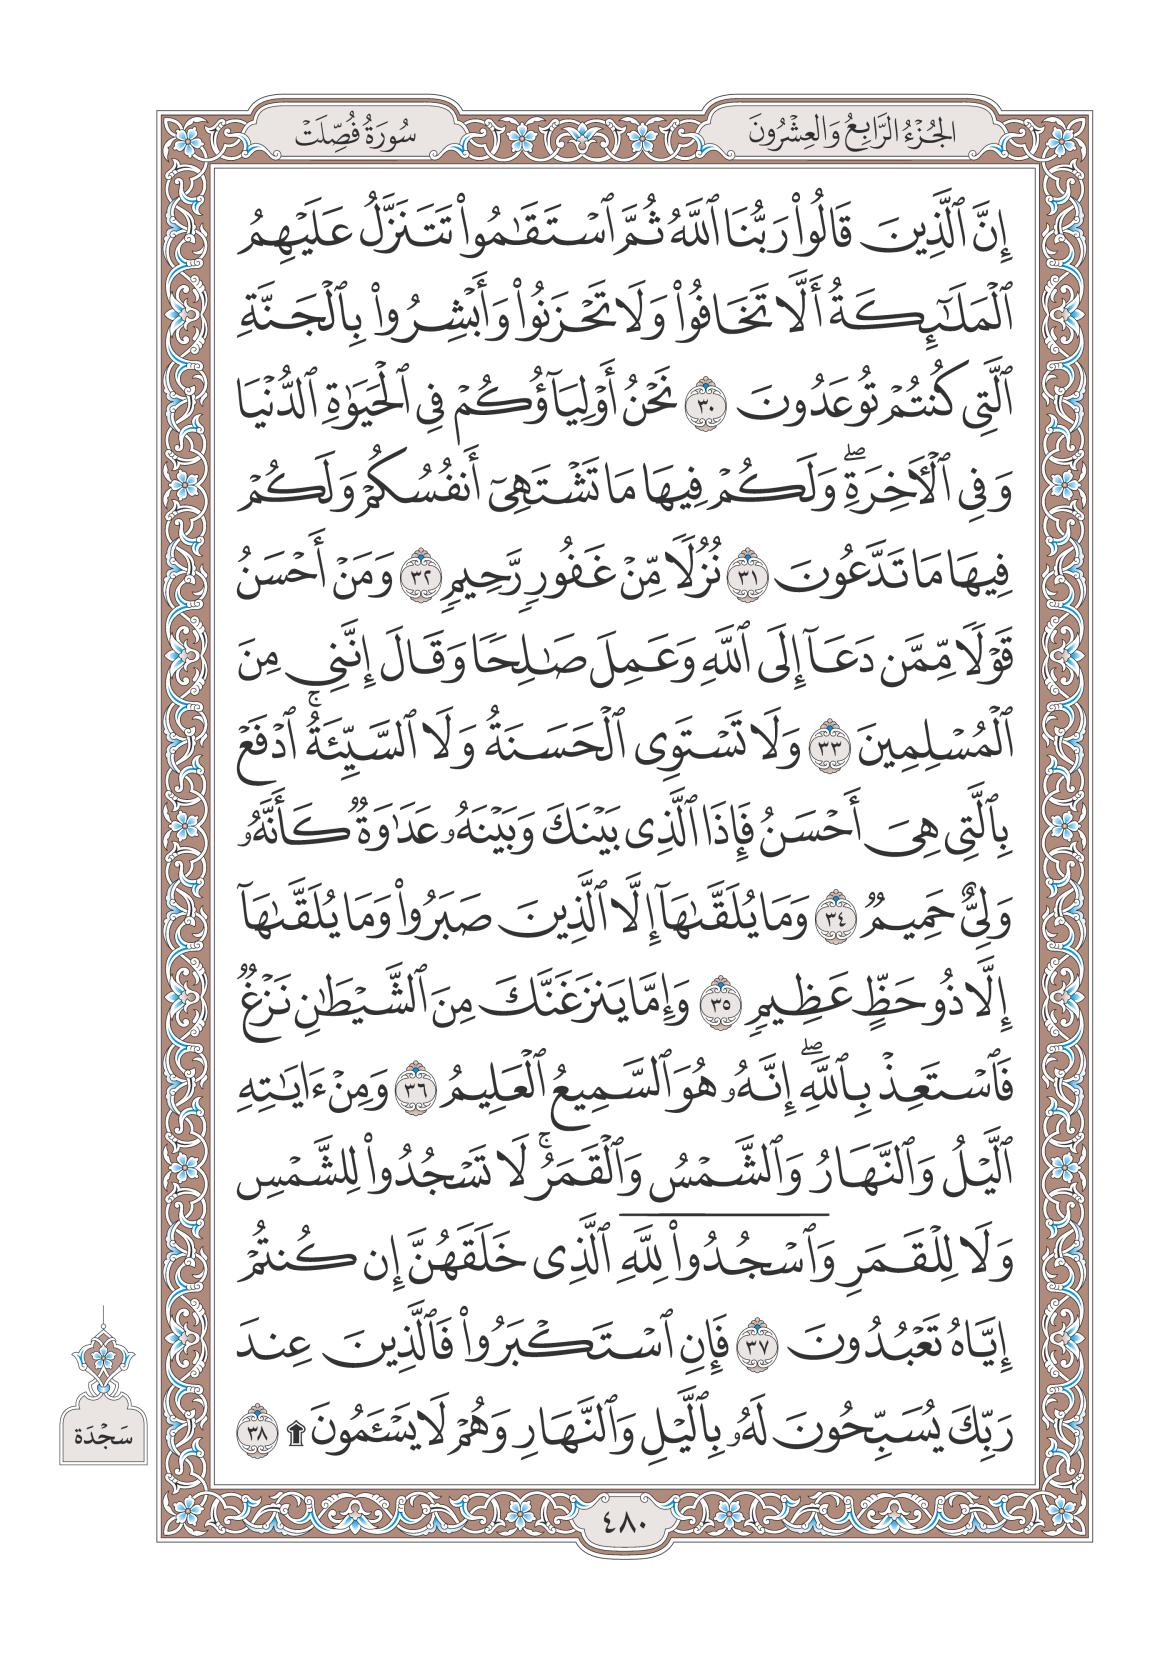 الجُزْءُ الرَّابِعُ وَالعِشْرُونَ
سُورَةُ فُصِّلَتْ
إِنَّ ٱلَّذِينَ قَالُوا۟ رَبُّنَا ٱللَّهُ ثُمَّ ٱسْتَقَـٰمُوا۟ تَتَنَزَّلُ عَلَيْهِمُ
ٱلْمَلَـٰٓئِكَةُ أَلَّا تَخَافُوا۟ وَلَا تَحْزَنُوا۟ وَأَبْشِرُوا۟ بِٱلْجَنَّةِ
ٱلَّتِى كُنتُمْ تُوعَدُونَ ٣٠ نَحْنُ أَوْلِيَآؤُكُمْ فِى ٱلْحَيَوٰةِ ٱلدُّنْيَا
وَفِى ٱلْـَٔاخِرَةِ ۖ وَلَكُمْ فِيهَا مَا تَشْتَهِىٓ أَنفُسُكُمْ وَلَكُمْ
فِيهَا مَا تَدَّعُونَ ٣١ نُزُلًا مِّنْ غَفُورٍ رَّحِيمٍ ٣٢ وَمَنْ أَحْسَنُ
قَوْلًا مِّمَّن دَعَآ إِلَى ٱللَّهِ وَعَمِلَ صَـٰلِحًا وَقَالَ إِنَّنِى مِنَ
ٱلْمُسْلِمِينَ ٣٣ وَلَا تَسْتَوِى ٱلْحَسَنَةُ وَلَا ٱلسَّيِّئَةُ ۚ ٱدْفَعْ
بِٱلَّتِى هِىَ أَحْسَنُ فَإِذَا ٱلَّذِى بَيْنَكَ وَبَيْنَهُۥ عَدَٰوَةٌ كَأَنَّهُۥ
وَلِىٌّ حَمِيمٌ ٣٤ وَمَا يُلَقَّىٰهَآ إِلَّا ٱلَّذِينَ صَبَرُوا۟ وَمَا يُلَقَّىٰهَآ
إِلَّا ذُو حَظٍّ عَظِيمٍ ٣٥ وَإِمَّا يَنزَغَنَّكَ مِنَ ٱلشَّيْطَـٰنِ نَزْغٌ
فَٱسْتَعِذْ بِٱللَّهِ ۖ إِنَّهُۥ هُوَ ٱلسَّمِيعُ ٱلْعَلِيمُ ٣٦ وَمِنْ ءَايَـٰتِهِ
ٱلَّيْلُ وَٱلنَّهَارُ وَٱلشَّمْسُ وَٱلْقَمَرُ ۚ لَا تَسْجُدُوا۟ لِلشَّمْسِ
وَلَا لِلْقَمَرِ وَٱسْجُدُوا۟ لِلَّهِ ٱلَّذِى خَلَقَهُنَّ إِن كُنتُمْ
إِيَّاهُ تَعْبُدُونَ ٣٧ فَإِنِ ٱسْتَكْبَرُوا۟ فَٱلَّذِينَ عِندَ
رَبِّكَ يُسَبِّحُونَ لَهُۥ بِٱلَّيْلِ وَٱلنَّهَارِ وَهُمْ لَا يَسْـَٔمُونَ ۩ ٣٨
سَجْدَة
٤٨٠